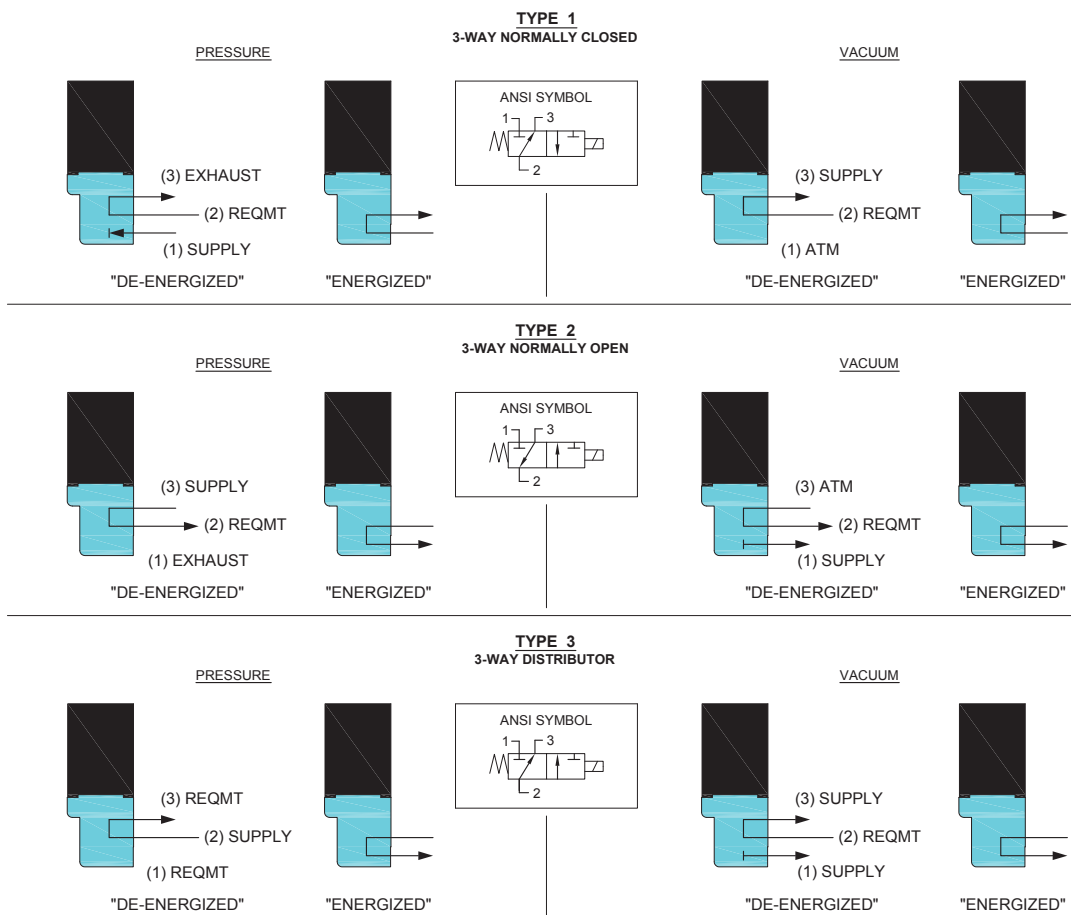 TYPE 1
3-WAY NORMALLY CLOSED
PRESSURE
VACUUM
ANSI SYMBOL
1
3
2
(3) EXHAUST
(2) REQMT
(1) SUPPLY
"DE-ENERGIZED"
"ENERGIZED"
(3) SUPPLY
(2) REQMT
(1) ATM
"DE-ENERGIZED"
"ENERGIZED"
TYPE 2
3-WAY NORMALLY OPEN
PRESSURE
VACUUM
ANSI SYMBOL
1
3
2
(3) SUPPLY
(2) REQMT
(1) EXHAUST
"DE-ENERGIZED"
"ENERGIZED"
(3) ATM
(2) REQMT
(1) SUPPLY
"DE-ENERGIZED"
"ENERGIZED"
TYPE 3
3-WAY DISTRIBUTOR
PRESSURE
VACUUM
ANSI SYMBOL
1
3
2
(3) REQMT
(2) SUPPLY
(1) REQMT
"DE-ENERGIZED"
"ENERGIZED"
(3) SUPPLY
(2) REQMT
(1) SUPPLY
"DE-ENERGIZED"
"ENERGIZED"